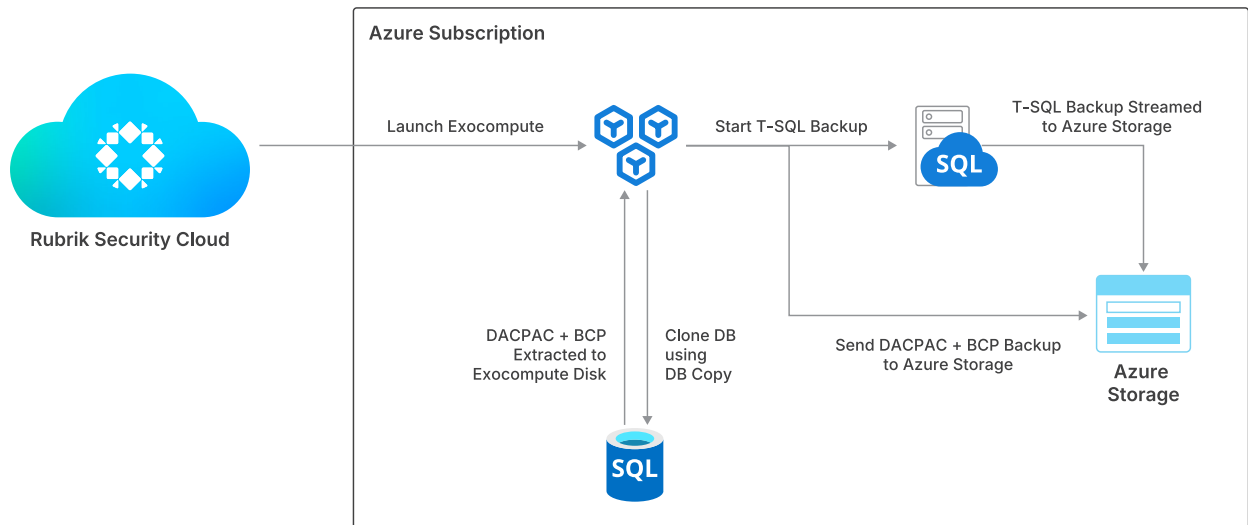 Azure Subscription
Launch Exocompute
Start T-SQL Backup
T-SQL Backup Streamed
to Azure Storage
SQL
Rubrik Security Cloud
DACPAC + BCP
Extracted to
Exocompute Disk
Clone DB
using
DB Copy
Send DACPAC + BCP Backup
to Azure Storage
Azure
Storage
SQL